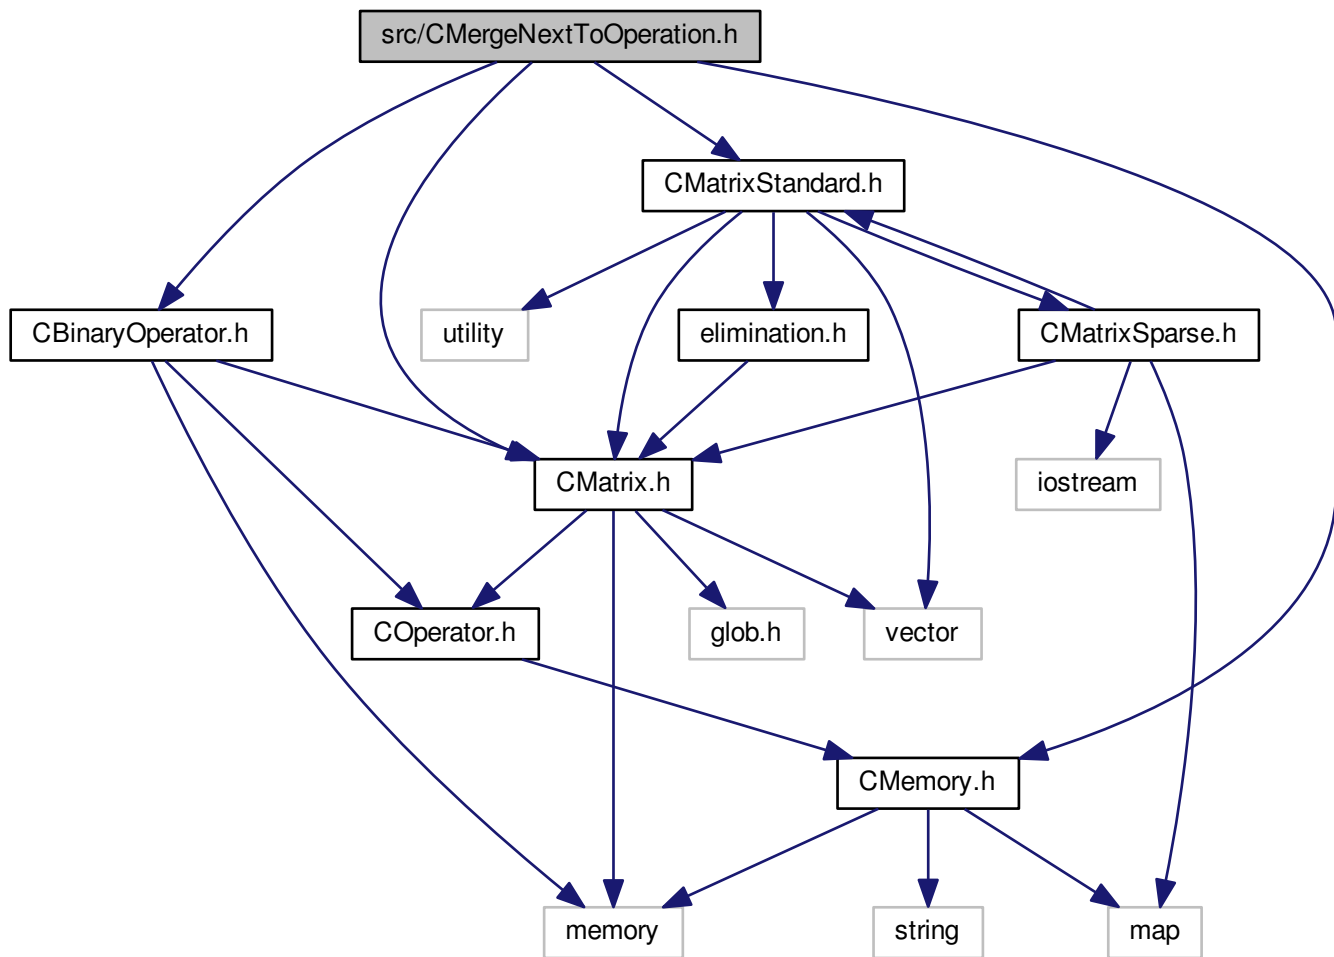 src/CMergeNextToOperation.h
CMatrixStandard.h
CBinaryOperator.h
utility
elimination.h
CMatrixSparse.h
CMatrix.h
iostream
COperator.h
glob.h
vector
CMemory.h
memory
string
map